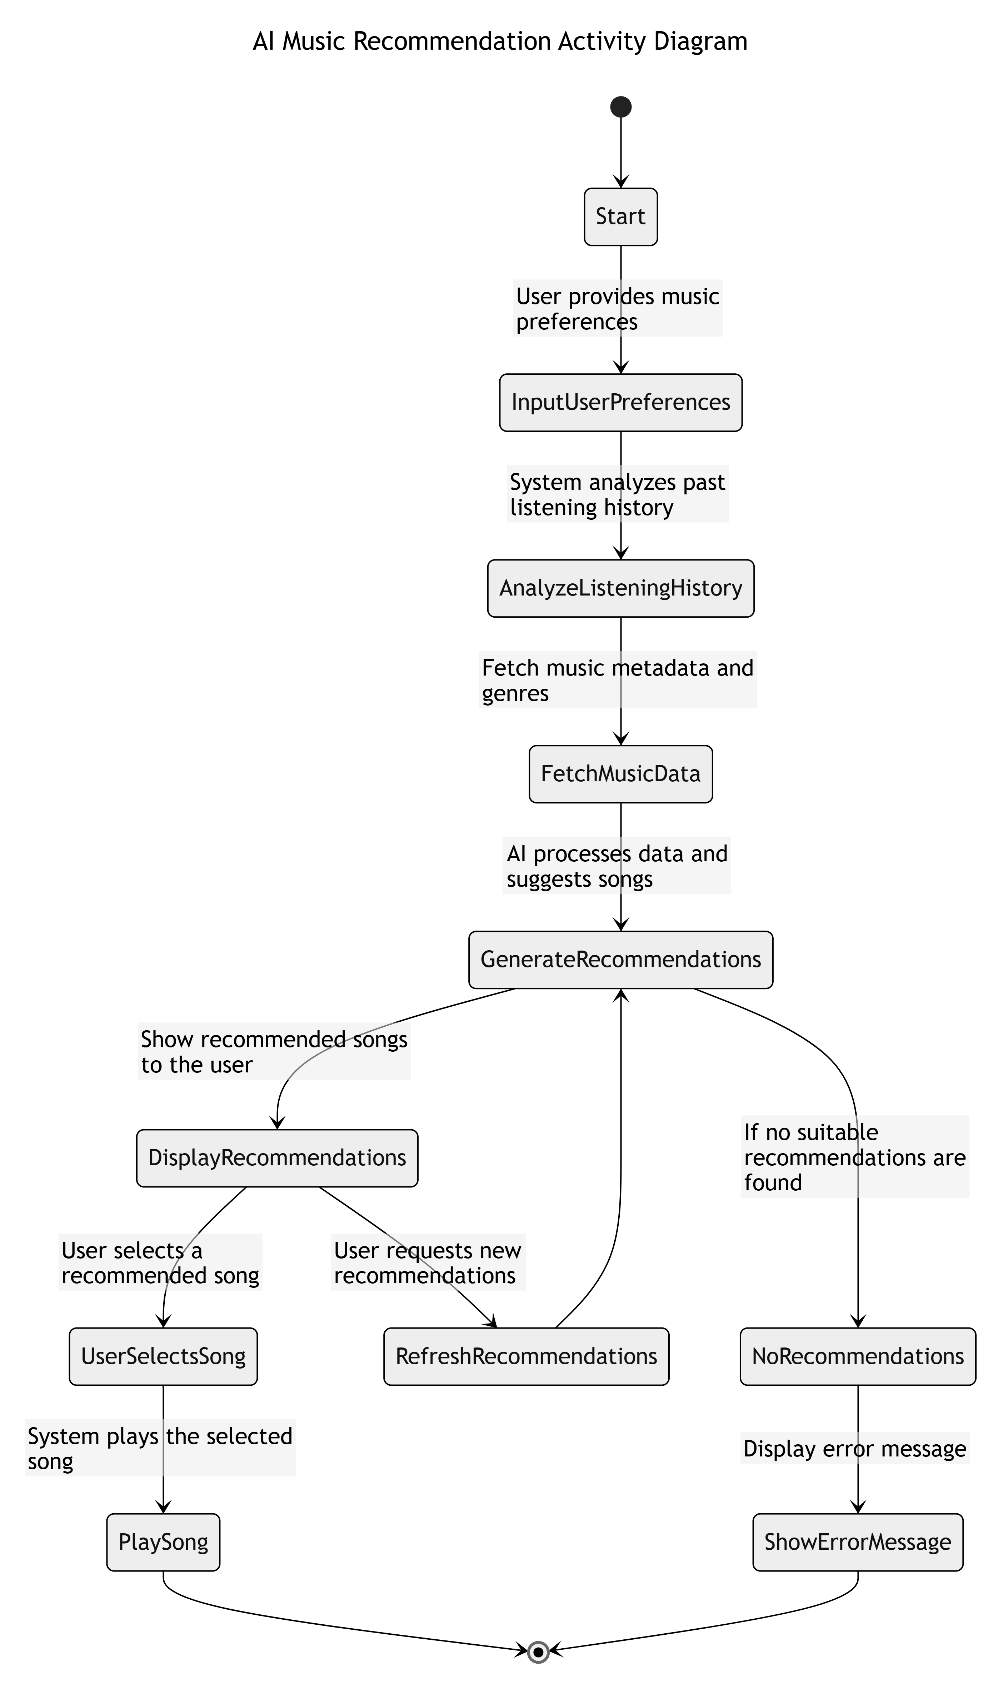 AI Music Recommendation Activity Diagram
Start
User provides music
preferences
InputUserPreferences
System analyzes past
listening history
AnalyzeListeningHistory
Fetch music metadata and
genres
FetchMusicData
AI processes data and
suggests songs
GenerateRecommendations
Show recommended songs
to the user
If no suitable
recommendations are
found
DisplayRecommendations
User selects a
recommended song
User requests new
recommendations
UserSelectsSong
RefreshRecommendations
NoRecommendations
System plays the selected
song
Display error message
PlaySong
ShowErrorMessage